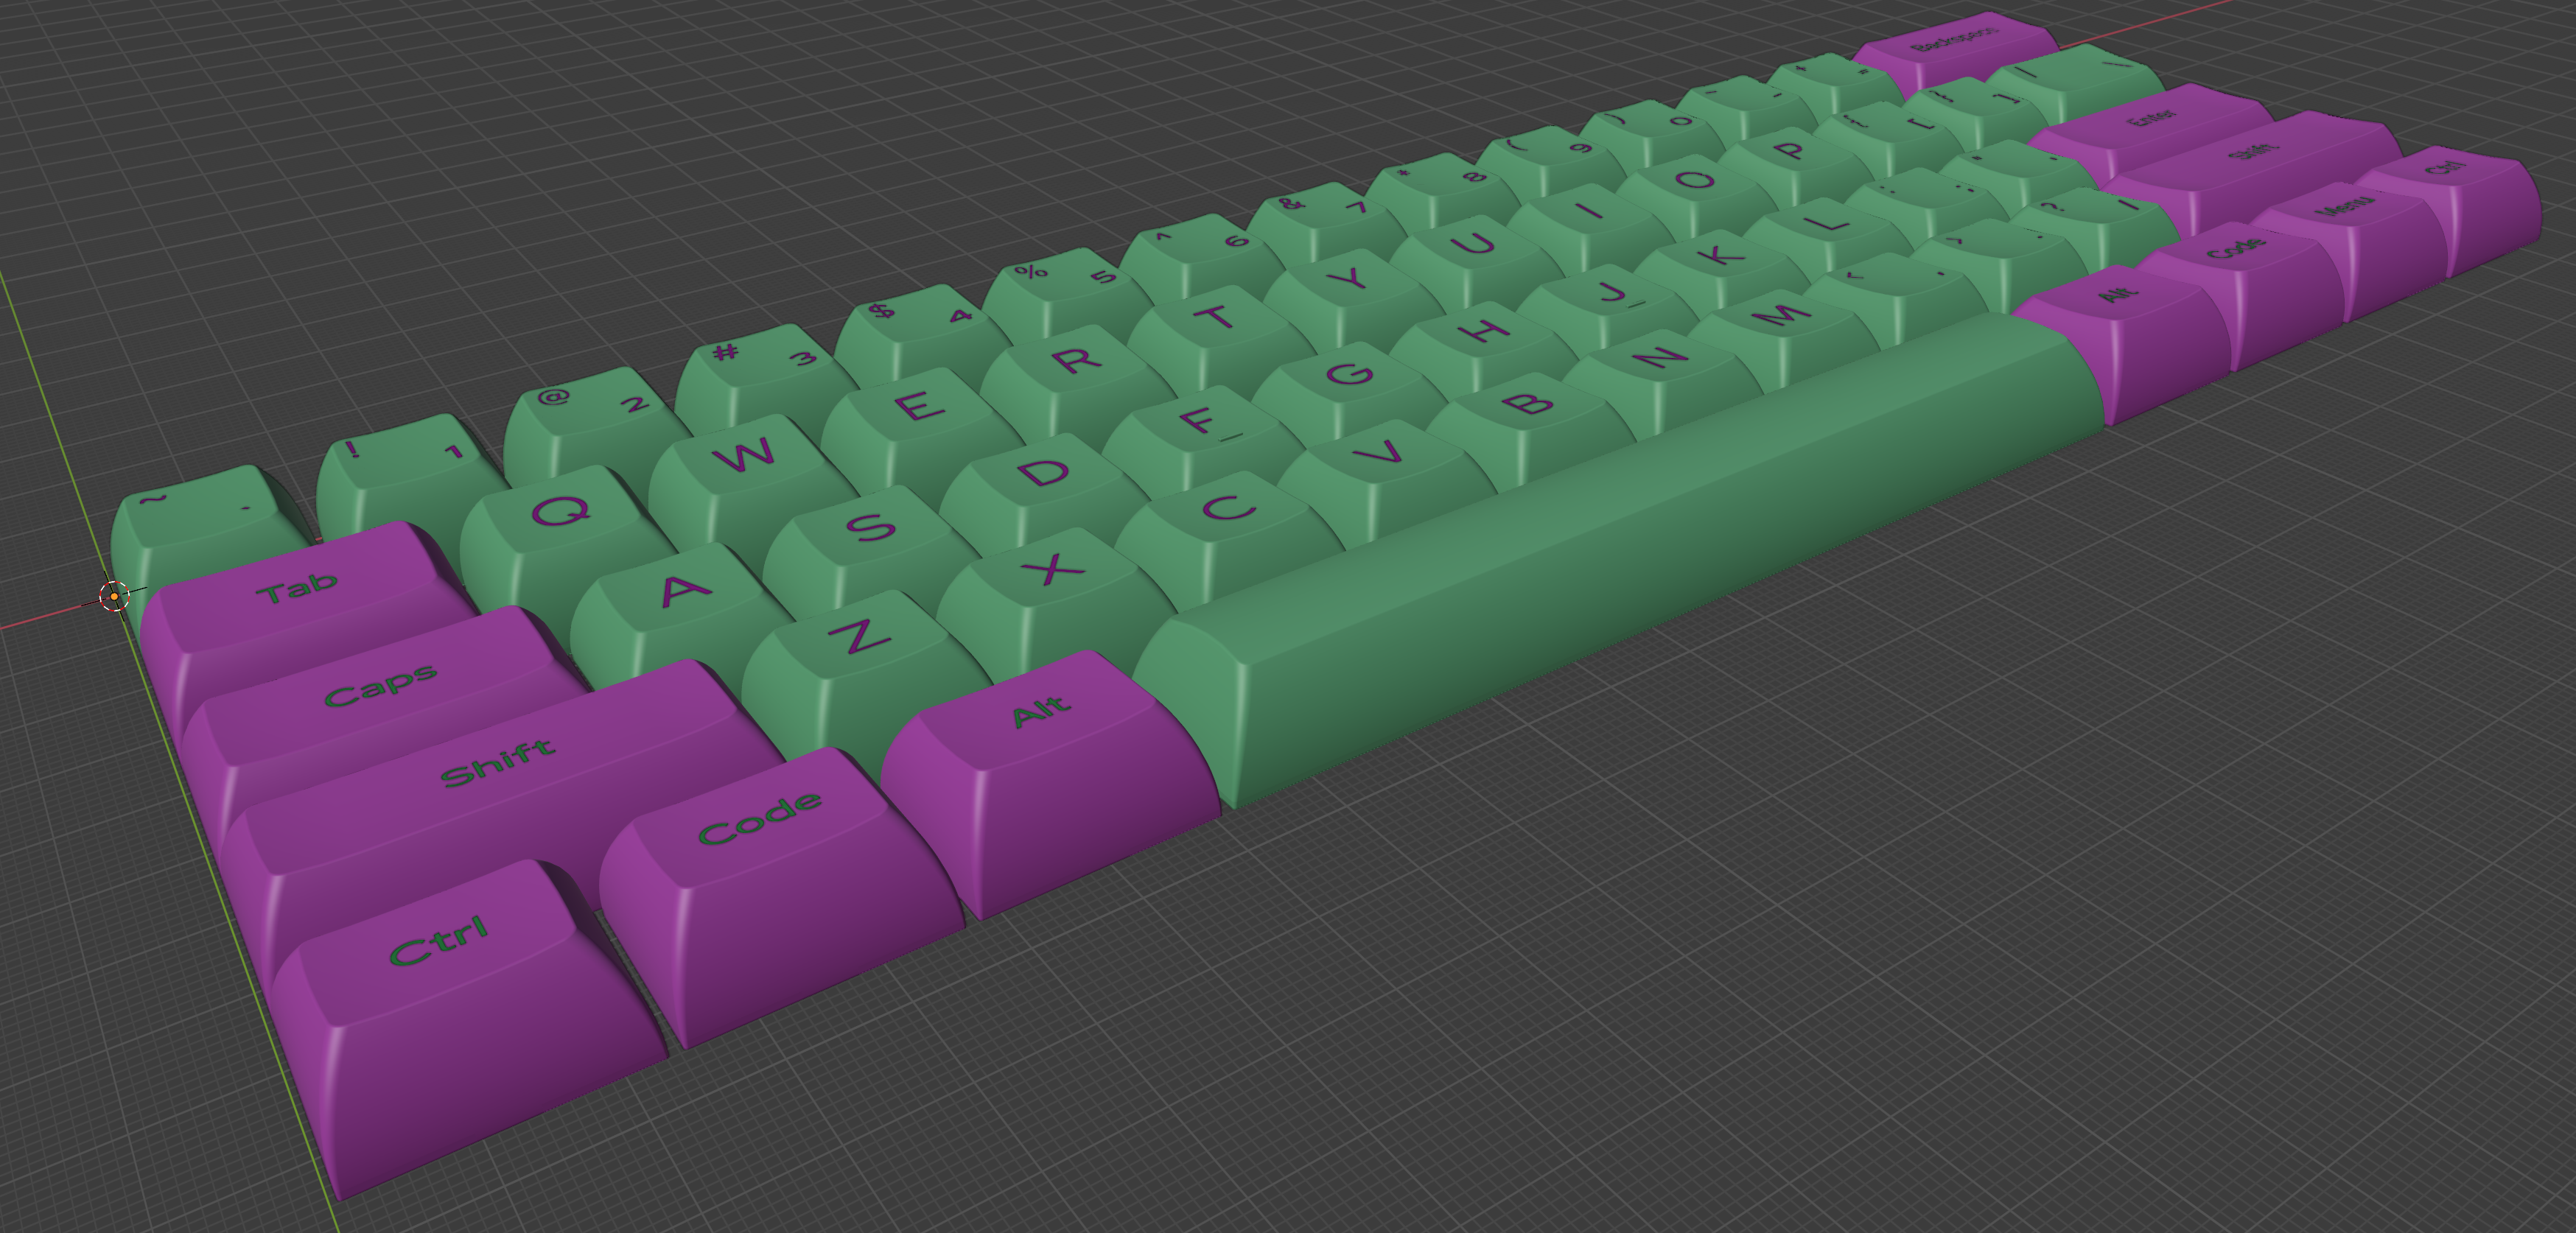 ~ `
! 1
@ 2
# 3
$ 4
% 5
^ 6
& 7
* 8
( 9
) 0
_ -
+ =
Backspace
Tab
Q
W
E
R
T
Y
U
I
O
P
{ [
} ]
| \
Caps
A
S
D
F
G
H
J
K
L
: ;
" '
Enter
Shift
Z
X
C
V
B
N
M
< ,
> .
? /
Shift
Ctrl
Code
Alt
Alt
Code
Menu
Ctrl